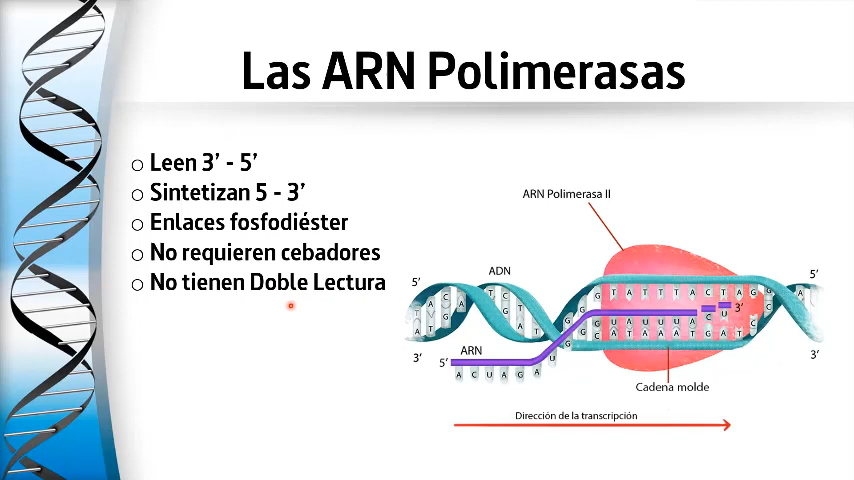 Las ARN Polimerasas
Leen 3’ - 5’
Sintetizan 5 - 3’
Enlaces fosfodiéster
No requieren cebadores
No tienen Doble Lectura
ARN Polimerasa II
5’
ADN
5’
3’
T A T T T A C T A G
3’
ARN
5’
3’
A C U A G A U
Cadena molde
Dirección de la transcripción